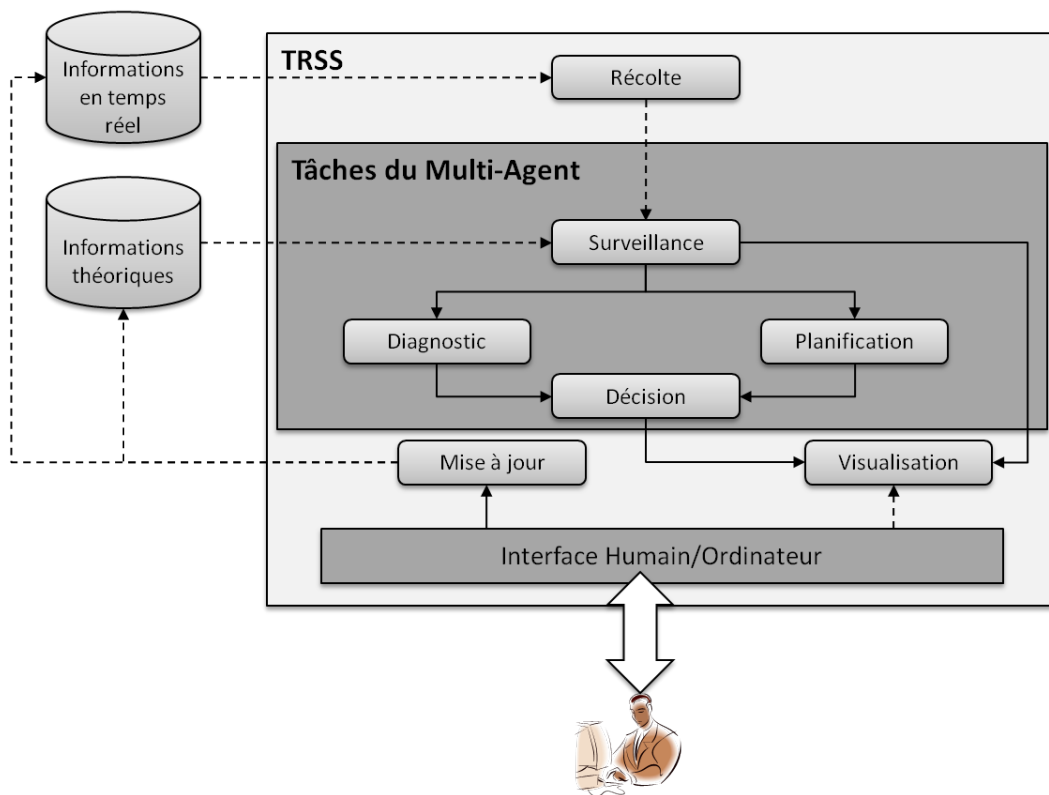 Informations
en temps
réel
TRSS
Récolte
Tâches du Multi-Agent
Informations
théoriques
Surveillance
Diagnostic
Planification
Décision
Mise à jour
Visualisation
Interface Humain/Ordinateur